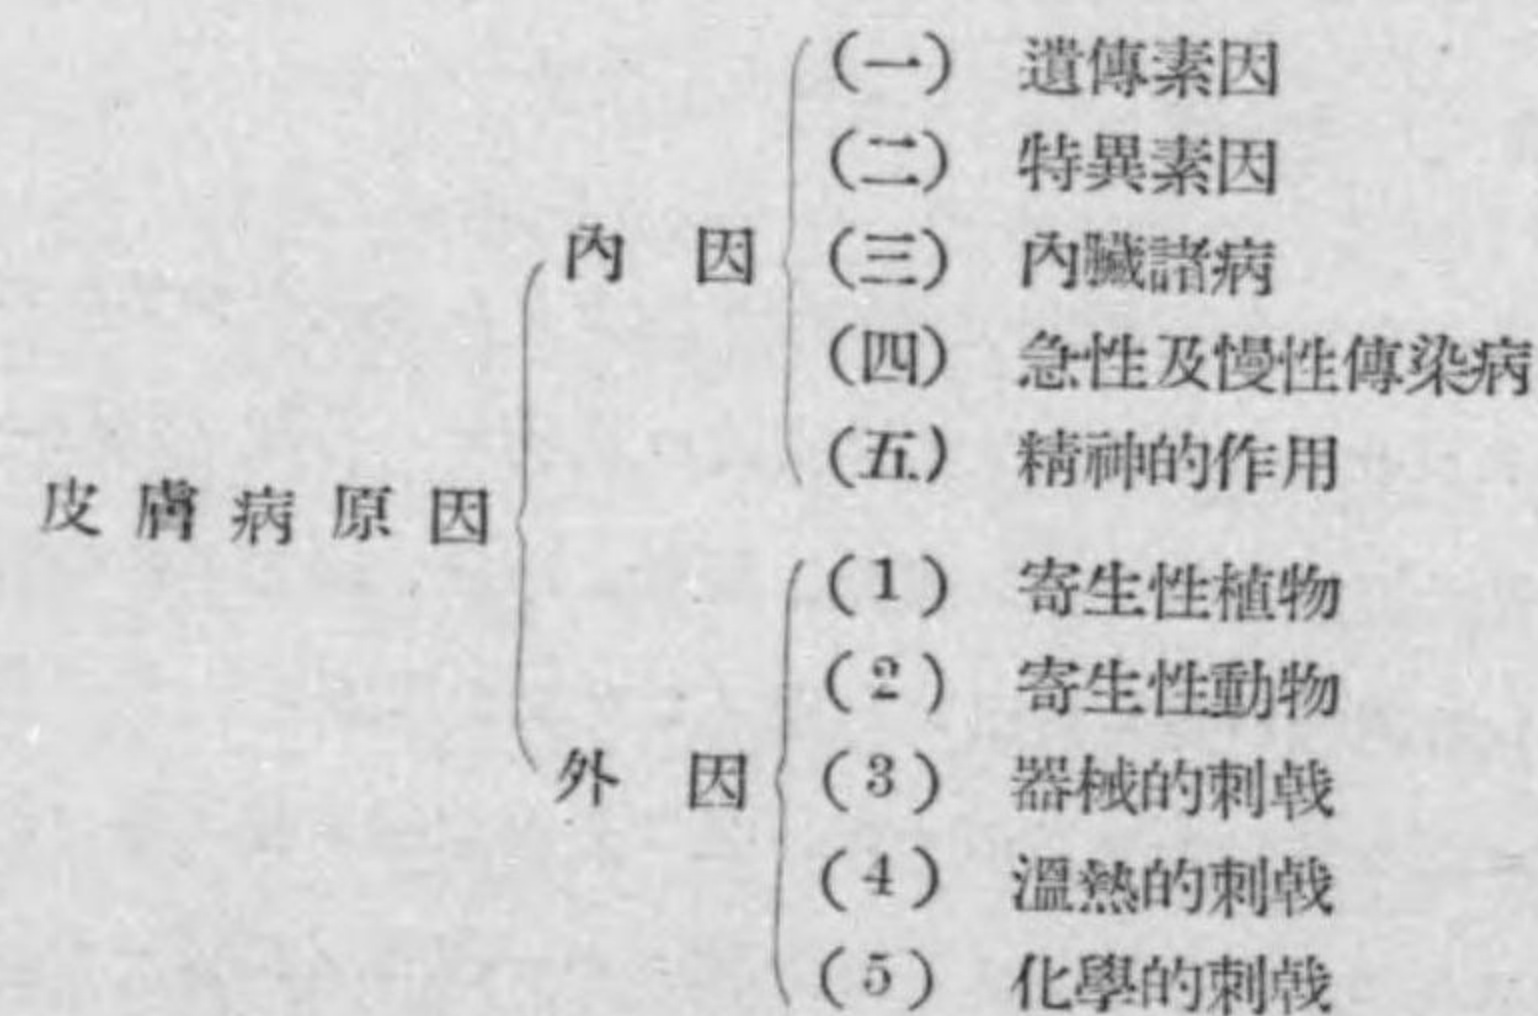 皮膚病原因
內因
(一) 遺傳素因
(二) 特異素因
(三) 內臟諸病
(四) 急性及慢性傳染病
(五) 精神的作用
外因
(1) 寄生性植物
(2) 寄生性動物
(3) 器械的刺戟
(4) 溫熱的刺戟
(5) 化學的刺戟